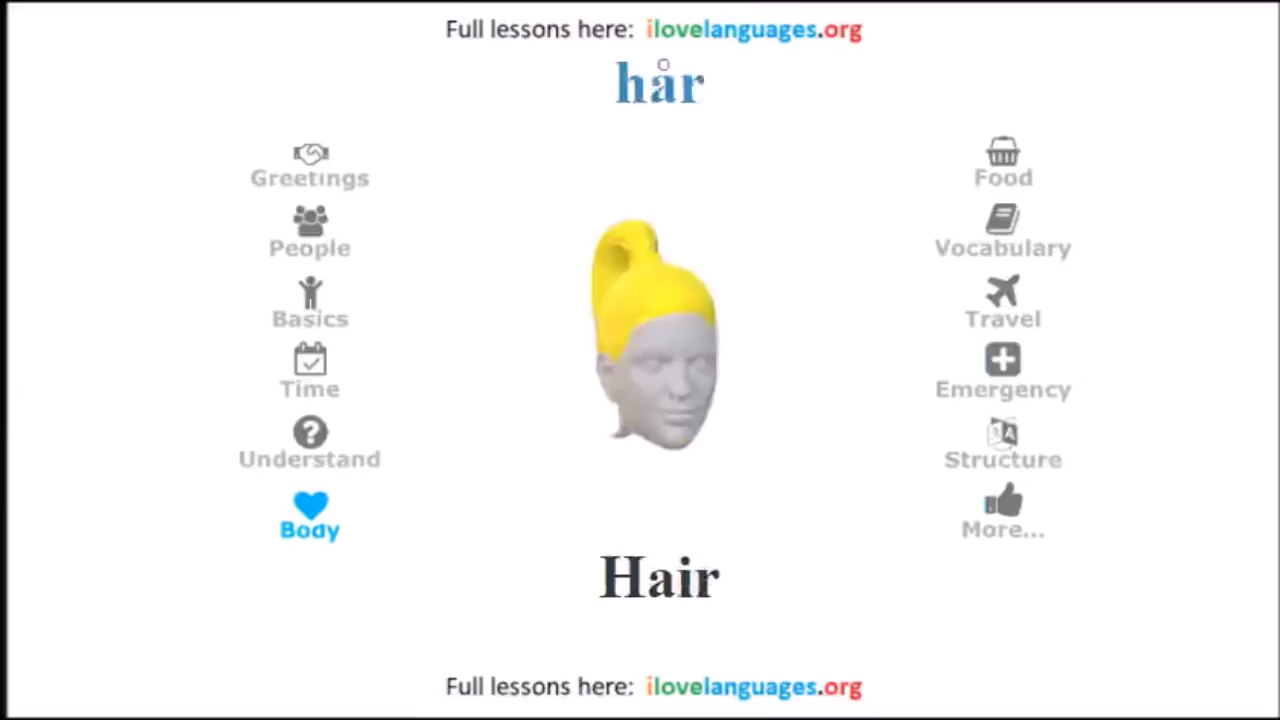 Full lessons here: ilovelanguages.org
hår
Greetings
People
Basics
Time
Understand
Body
Food
Vocabulary
Travel
Emergency
Structure
More...
Hair
Full lessons here: ilovelanguages.org